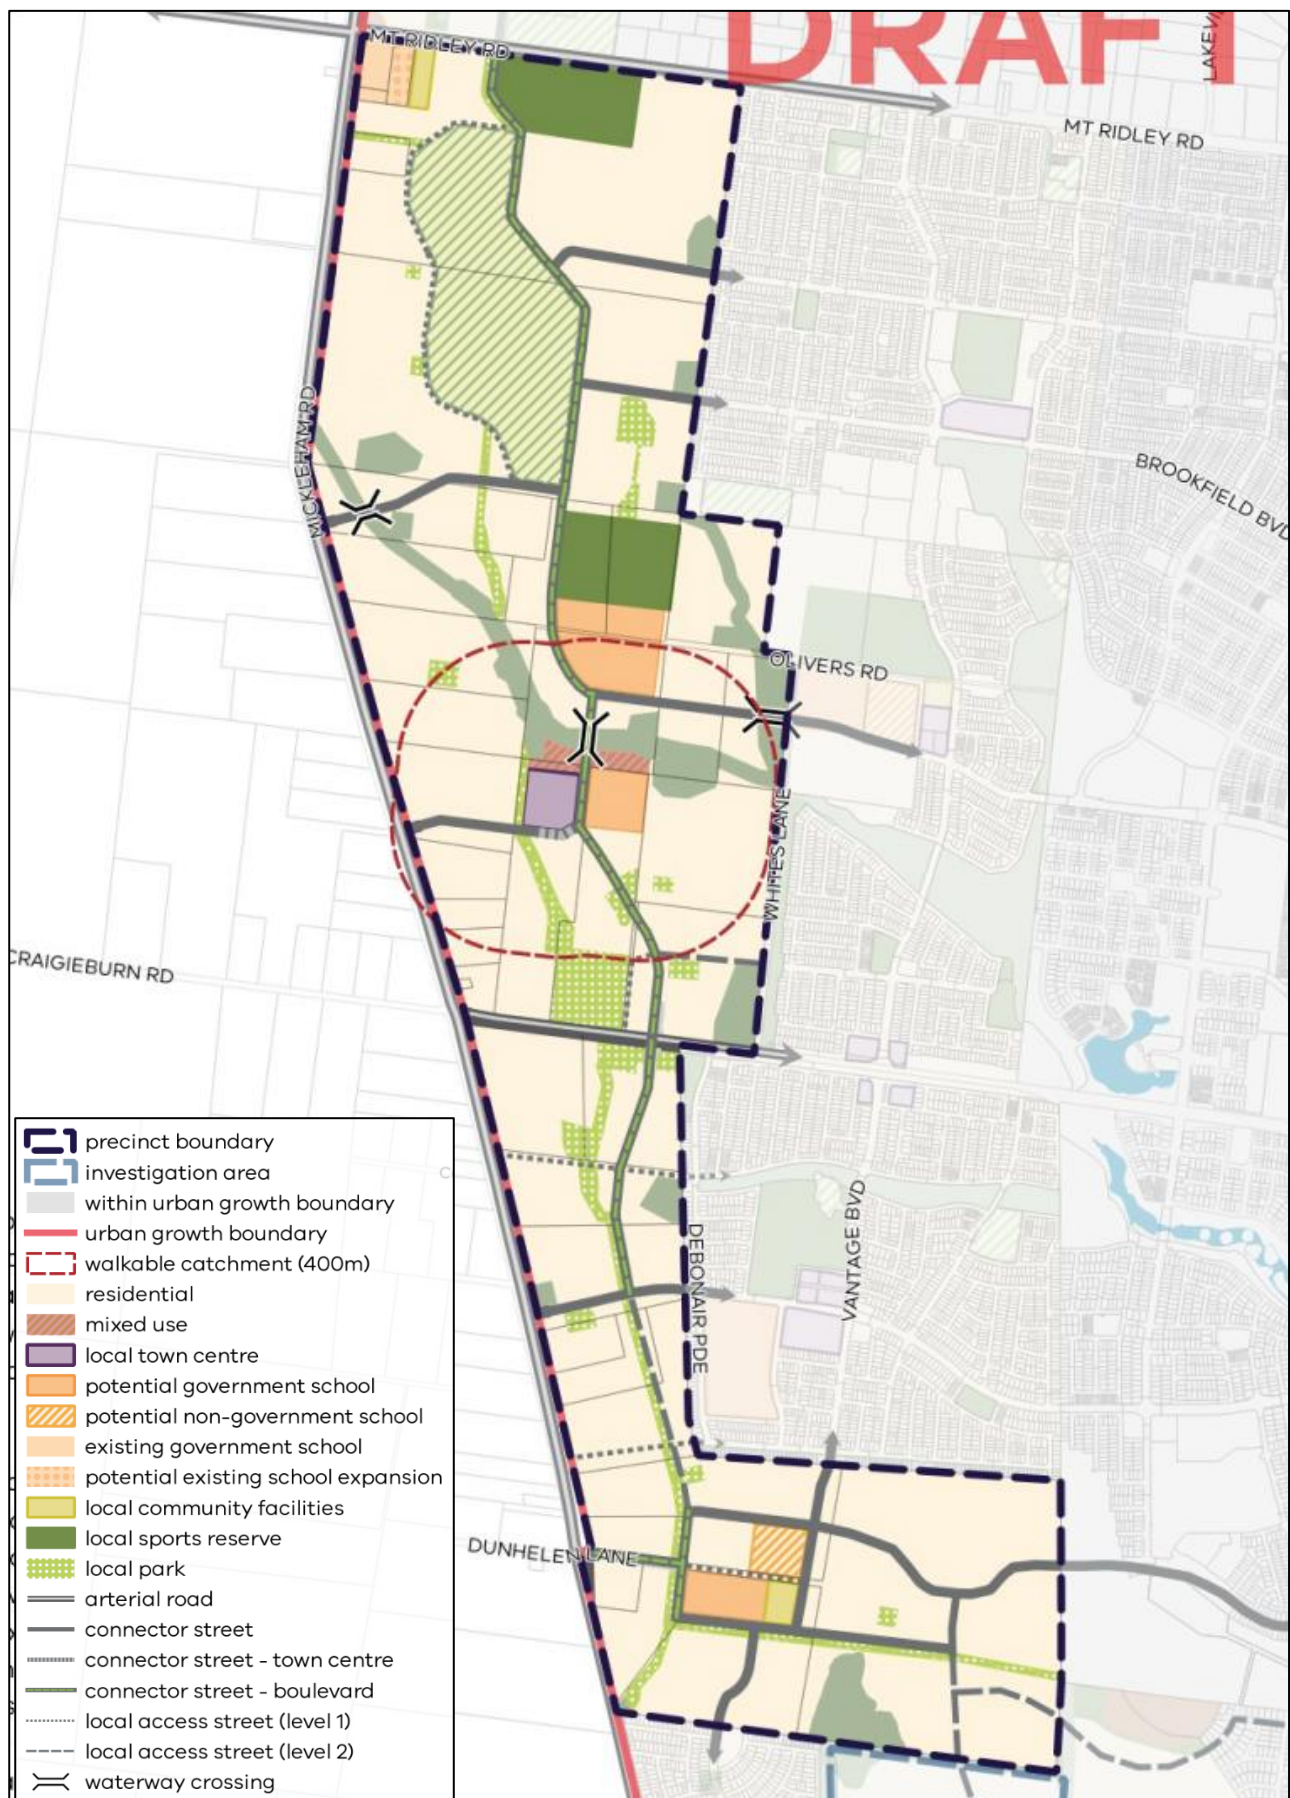 DRAFT
MT RIDLEY RD
LAKEVI
MT RIDLEY RD
MICKLEHAM RD
BROOKFIELD BVD
OLIVERS RD
WHITES LANE
CRAIGIEBURN RD
DEBONAIR PDE
VANTAGE BVD
DUNHELEN LANE
precinct boundary
investigation area
within urban growth boundary
urban growth boundary
walkable catchment (400m)
residential
mixed use
local town centre
potential government school
potential non-government school
existing government school
potential existing school expansion
local community facilities
local sports reserve
local park
arterial road
connector street
connector street - town centre
connector street - boulevard
local access street (level 1)
local access street (level 2)
waterway crossing